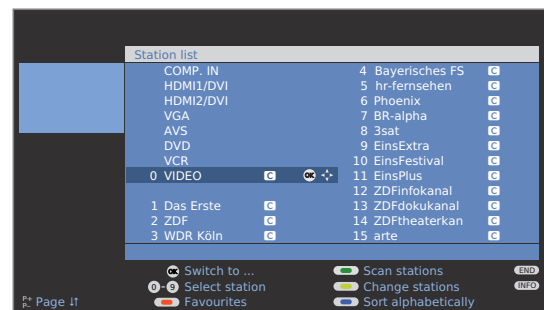 Station list
COMP. IN
HDMI1/DVI
HDMI2/DVI
VGA
AVS
DVD
VCR
0 VIDEO C OK
1 Das Erste C
2 ZDF C
3 WDR Köln C
4 Bayerisches FS C
5 hr-fernsehen C
6 Phoenix C
7 BR-alpha C
8 3sat C
9 EinsExtra C
10 EinsFestival C
11 EinsPlus C
12 ZDFinfokanal C
13 ZDFdokukanal C
14 ZDFtheaterkan C
15 arte C
OK Switch to ...
0 - 9 Select station
Favourites
Scan stations END
Change stations INFO
Sort alphabetically
P+ P- Page